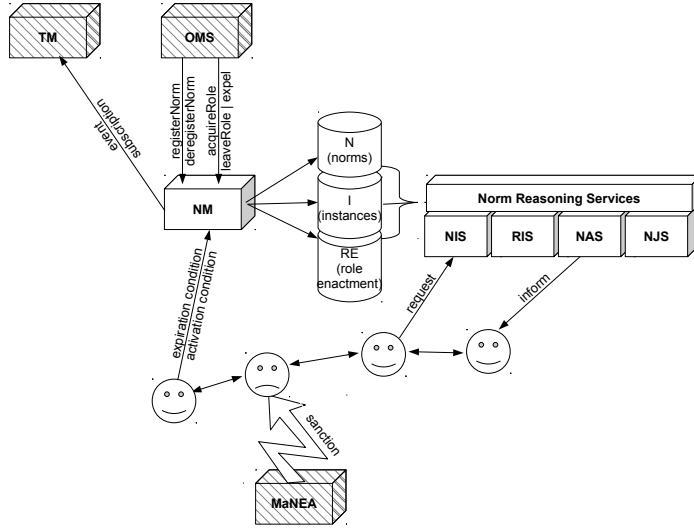 TM
OMS
event
subscription
registerNorm
deregisterNorm
acquireRole
leaveRole | expel
N
(norms)
I
(instances)
RE
(role
enactment)
NM
Norm Reasoning Services
NIS
RIS
NAS
NJS
expiration condition
activation condition
request
inform
sanction
MaNEA